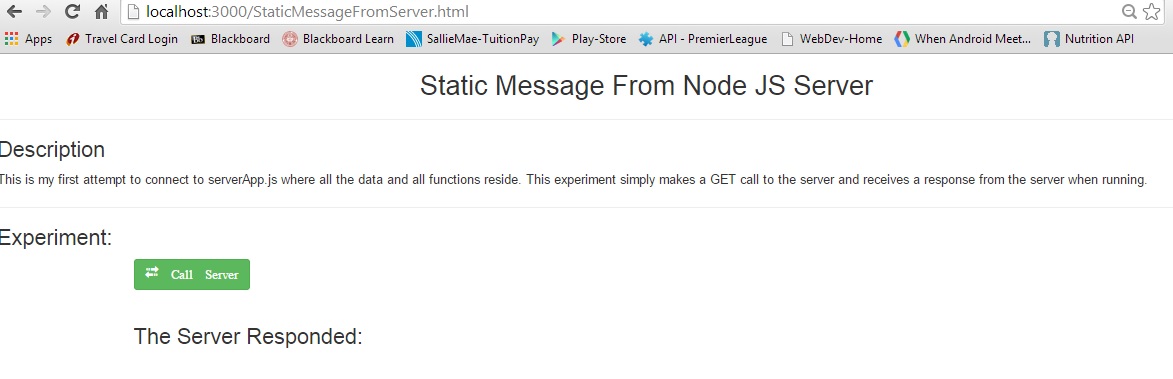 localhost:3000/StaticMessageFromServer.html
Apps Travel Card Login Blackboard Blackboard Learn SallieMae-TuitionPay Play-Store API - PremierLeague WebDev-Home When Android Meet... Nutrition API
Static Message From Node JS Server
Description
This is my first attempt to connect to serverApp.js where all the data and all functions reside. This experiment simply makes a GET call to the server and receives a response from the server when running.
Experiment:
Call Server
The Server Responded: